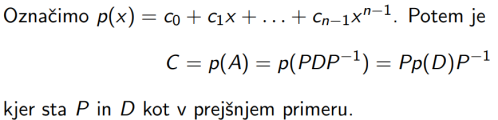 Označimo p(x) = c₀ + c₁x + ... + cₙ₋₁xⁿ⁻¹. Potem je
C = p(A) = p(PDP⁻¹) = Pp(D)P⁻¹
kjer sta P in D kot v prejšnjem primeru.